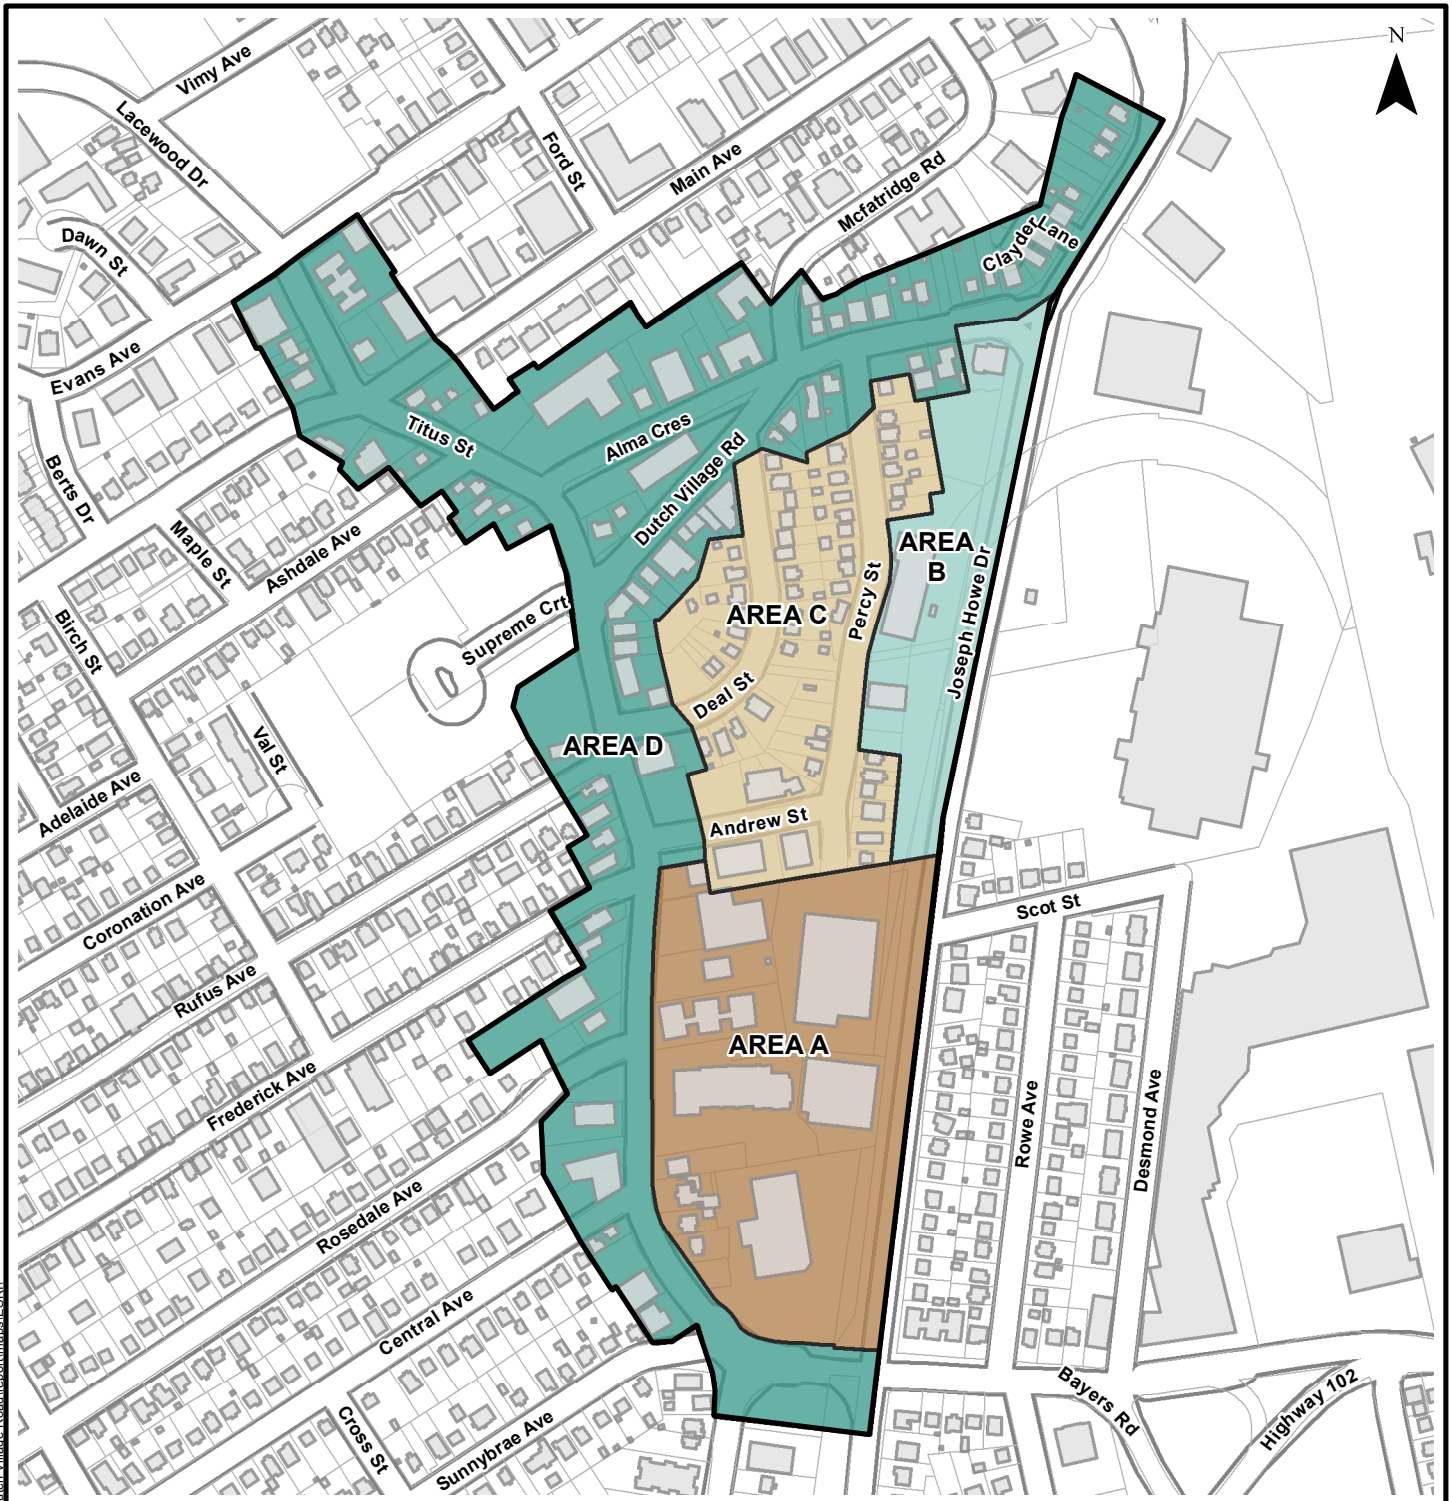 N
Vimy Ave
Lacewood Dr
Ford St
Main Ave
Mcfatridge Rd
Dawn St
Clayder Lane
Evans Ave
Titus St
Alma Cres
Dutch Village Rd
Berts Dr
Maple St
Ashdale Ave
AREA
B
Percy St
Joseph Howe Dr
Supreme Crt
AREA C
Birch St
Deal St
Val St
AREA D
Adelaide Ave
Andrew St
Coronation Ave
Scot St
Rufus Ave
AREA A
Frederick Ave
Rowe Ave
Desmond Ave
Rosedale Ave
Central Ave
Bayers Rd
Highway 102
Cross St
Sunnybrae Ave